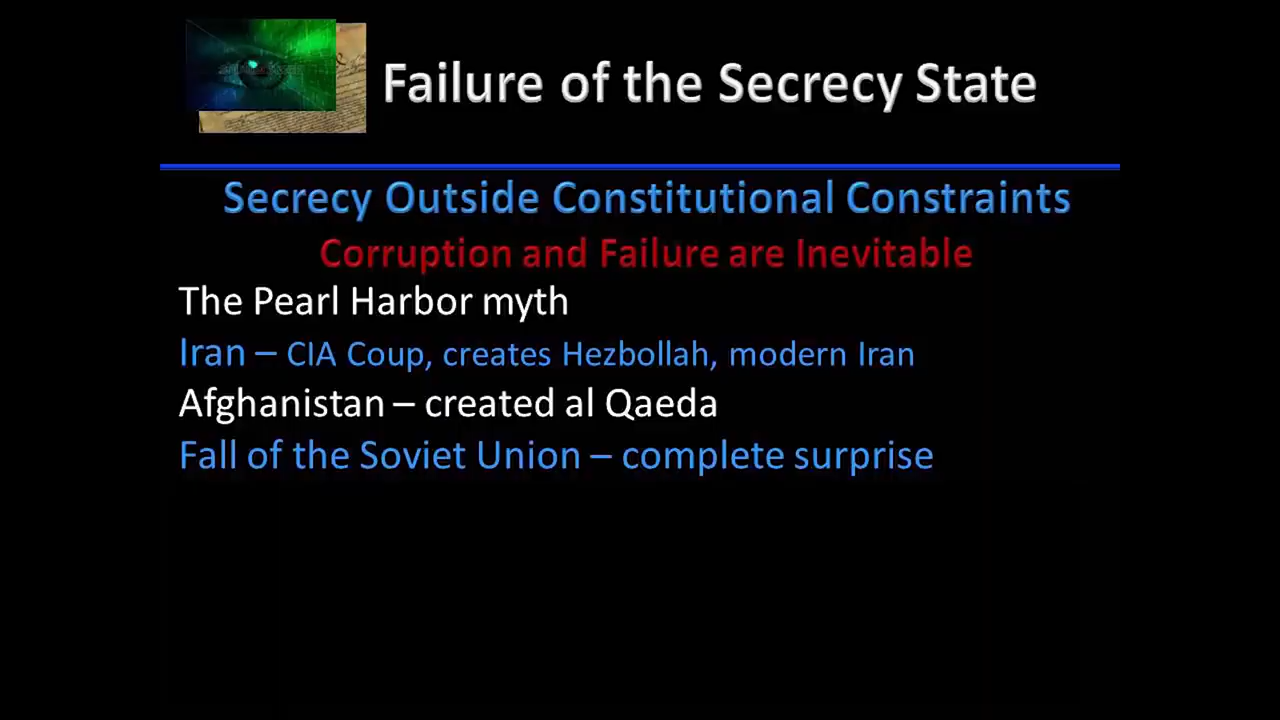 Failure of the Secrecy State
Secrecy Outside Constitutional Constraints
Corruption and Failure are Inevitable
The Pearl Harbor myth
Iran – CIA Coup, creates Hezbollah, modern Iran
Afghanistan – created al Qaeda
Fall of the Soviet Union – complete surprise